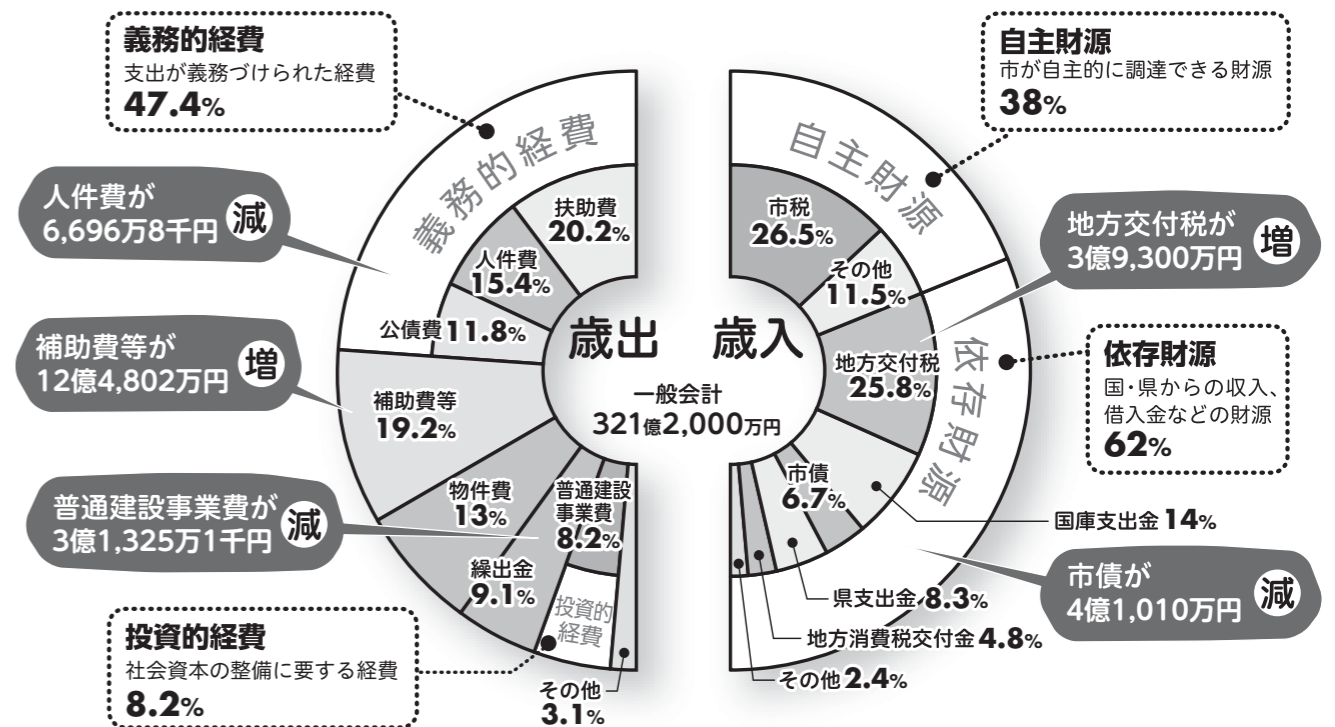 義務的経費
支出が義務づけられた経費
47.4%
人件費が
6,696万8千円 減
補助費等が
12億4,802万円 増
普通建設事業費が
3億1,325万1千円 減
投資的経費
社会資本の整備に要する経費
8.2%
義務的経費
扶助費
20.2%
人件費
15.4%
公債費 11.8%
補助費等
19.2%
物件費
13%
繰出金
9.1%
普通建設
事業費
8.2%
投資的
経費
その他
3.1%
歳出 歳入
一般会計
321億2,000万円
自主財源
市税
26.5%
その他
11.5%
地方交付税
25.8%
依存財源
市債
6.7%
国庫支出金 14%
県支出金 8.3%
地方消費税交付金 4.8%
その他 2.4%
自主財源
市が自主的に調達できる財源
38%
地方交付税が
3億9,300万円 増
依存財源
国・県からの収入、
借入金などの財源
62%
市債が
4億1,010万円 減